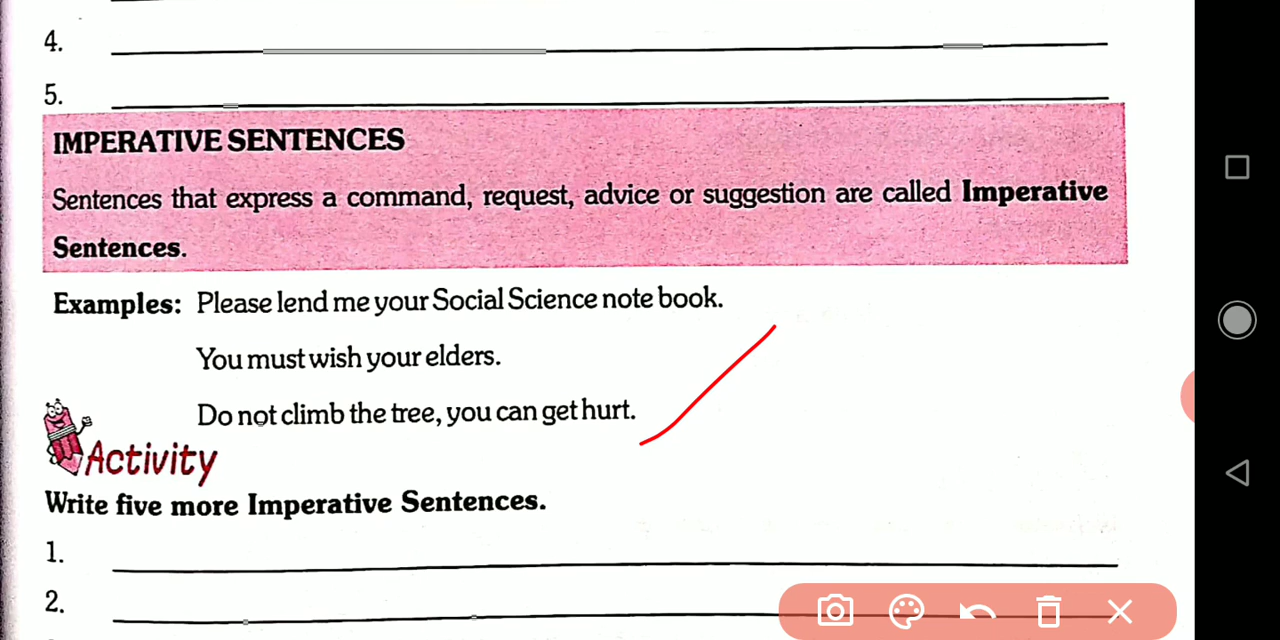 4.
5.
IMPERATIVE SENTENCES
Sentences that express a command, request, advice or suggestion are called Imperative
Sentences.
Examples: Please lend me your Social Science note book.
You must wish your elders.
Do not climb the tree, you can get hurt.
Activity
Write five more Imperative Sentences.
1.
2.